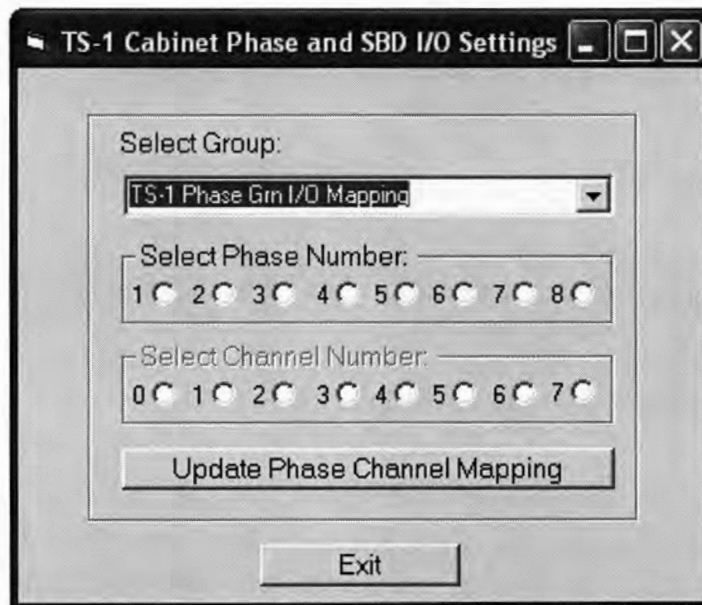 TS-1 Cabinet Phase and SBD I/O Settings
Select Group:
TS-1 Phase Grn I/O Mapping
Select Phase Number:
1 2 3 4 5 6 7 8
Select Channel Number:
0 1 2 3 4 5 6 7
Update Phase Channel Mapping
Exit